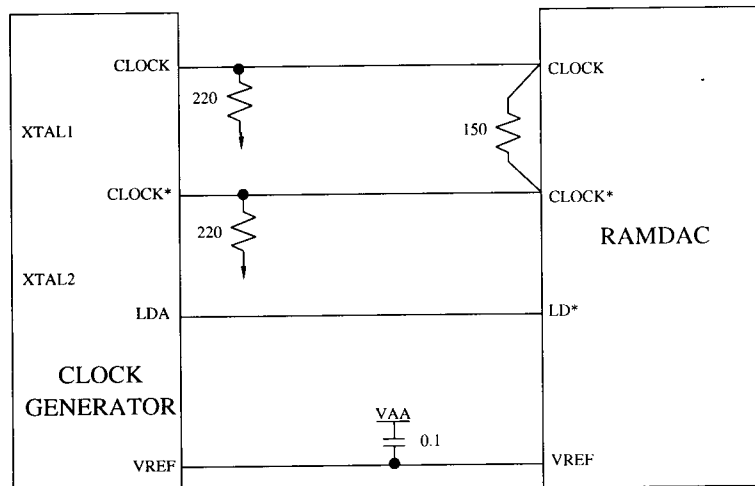 CLOCK
CLOCK
220
150
XTAL1
CLOCK*
CLOCK*
220
RAMDAC
XTAL2
LDA
LD*
CLOCK
GENERATOR
VAA
0.1
VREF
VREF